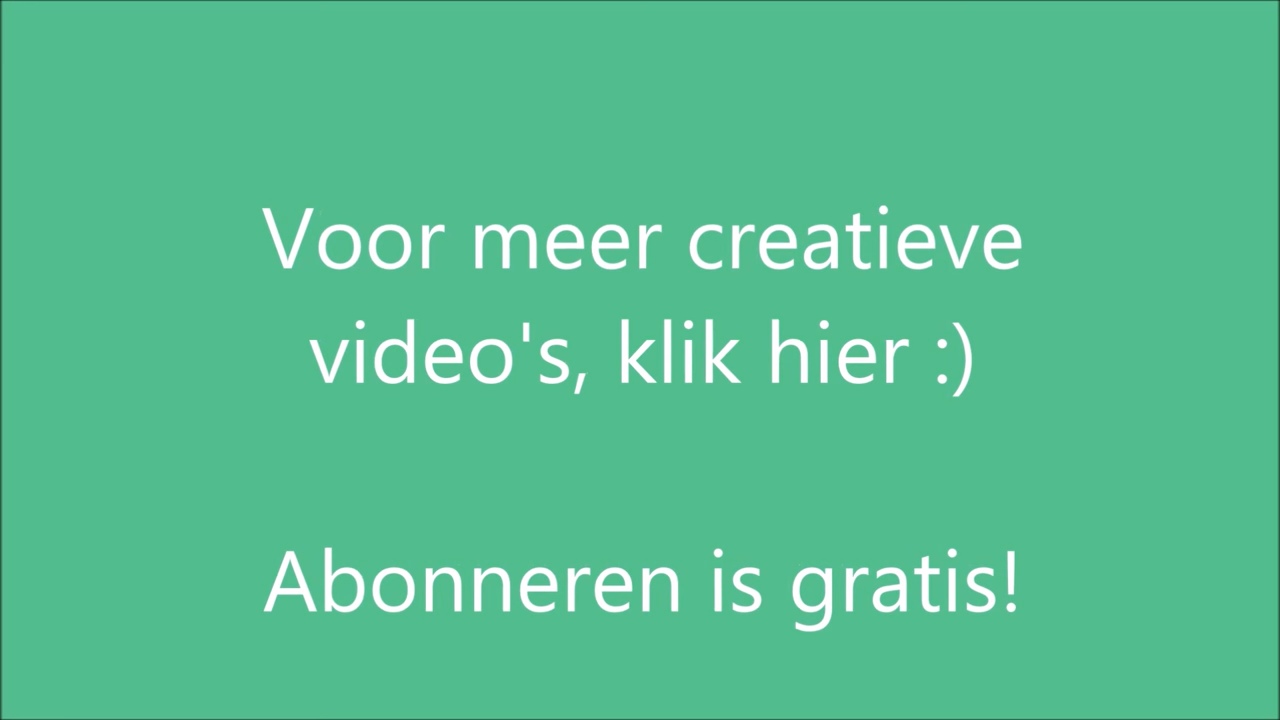 Voor meer creatieve
video's, klik hier :)
Abonneren is gratis!